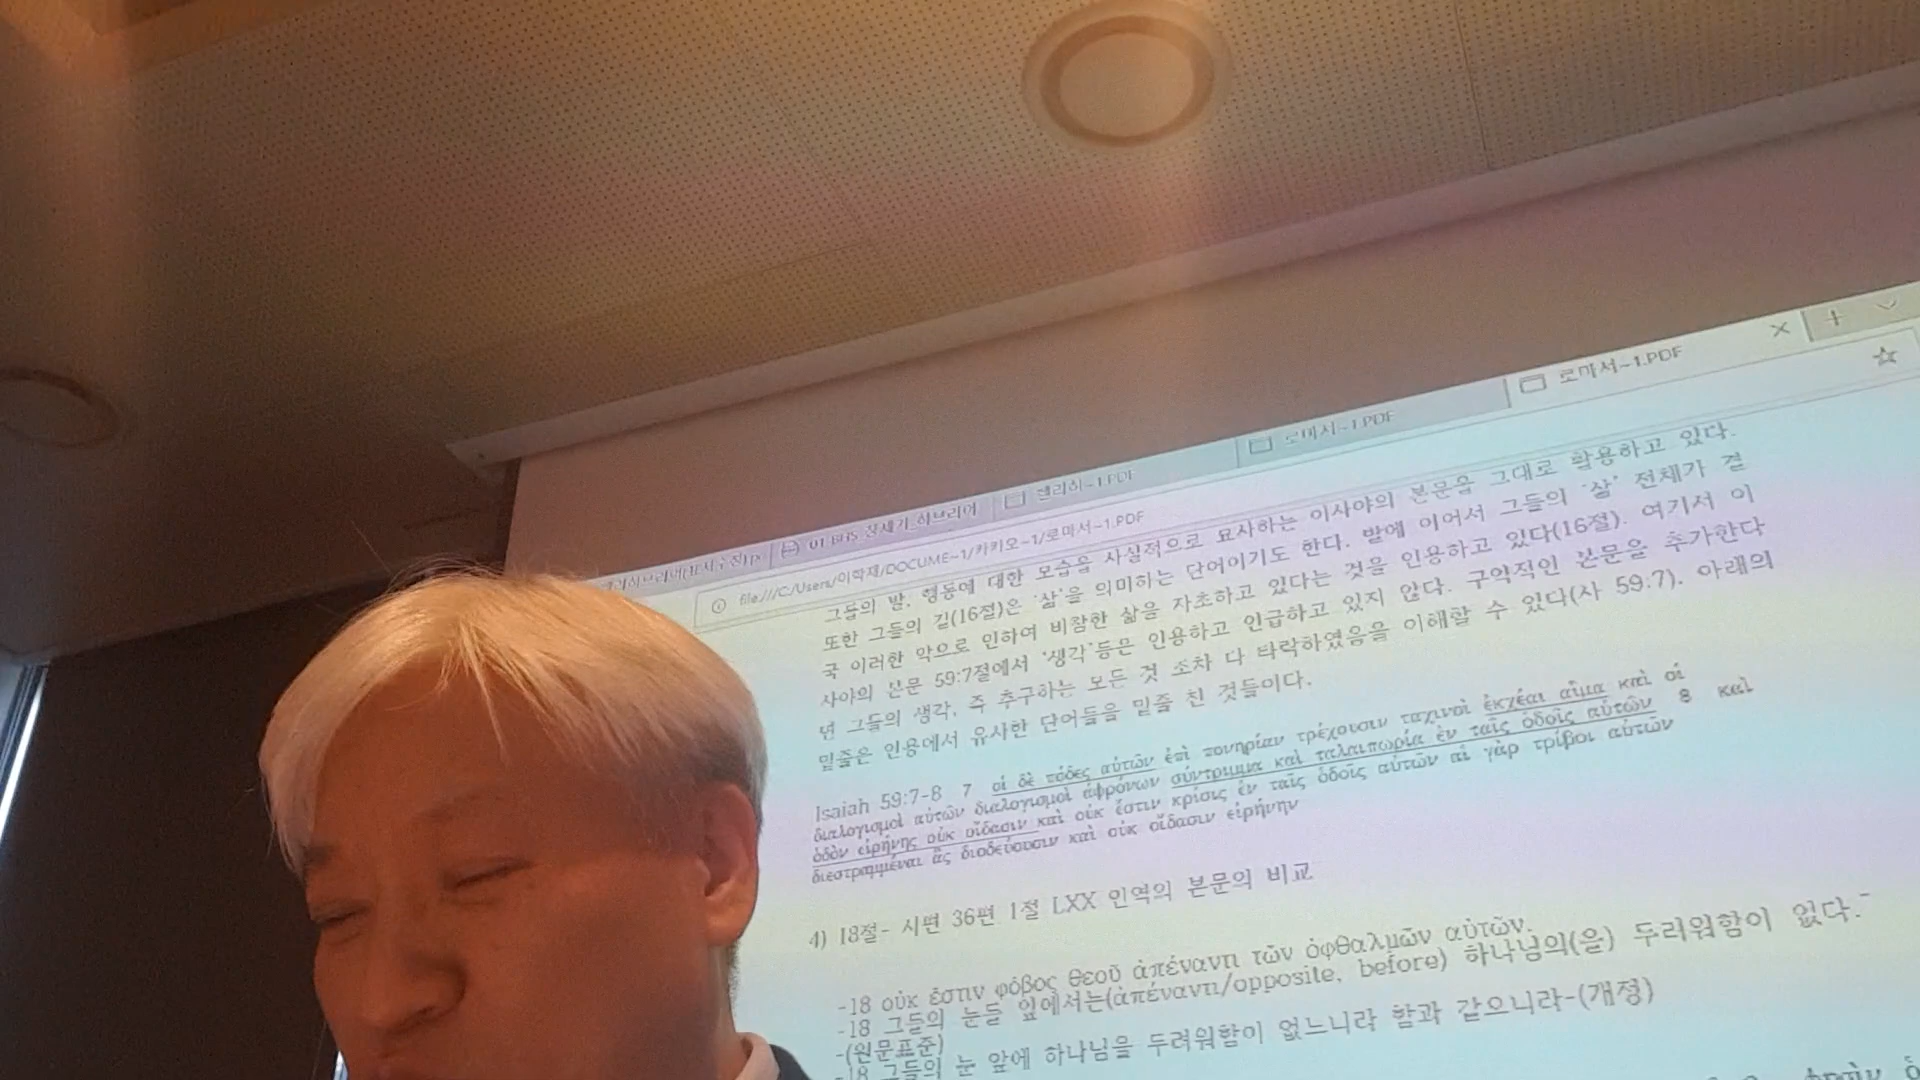 01 BHS 창세기_히브리어
켈리히~1.PDF
로마서~1.PDF
로마서~1.PDF
file:///C:/Users/이학재/DOCUME~1/카카오~1/로마서~1.PDF
그들의 발, 행동에 대한 모습을 사실적으로 묘사하는 이사야의 본문을 그대로 활용하고 있다.
또한 그들의 길(16절)은 '삶'을 의미하는 단어이기도 한다. 발에 이어서 그들의 '삶' 전체가 결
국 이러한 악으로 인하여 비참한 삶을 자초하고 있다는 것을 인용하고 있다(16절). 여기서 이
사야의 본문 59:7절에서 '생각'등은 인용하고 언급하고 있지 않다. 구약적인 본문을 추가한다
면 그들의 생각, 즉 추구하는 모든 것 조차 다 타락하였음을 이해할 수 있다(사 59:7). 아래의
밑줄은 인용에서 유사한 단어들을 밑줄 친 것들이다.
Isaiah 59:7-8 7 οἱ δὲ πόδες αὐτῶν ἐπὶ πονηρίαν τρέχουσιν ταχινοὶ ἐκχέαι αἷμα καὶ οἱ
διαλογισμοὶ αὐτῶν διαλογισμοὶ ἀφρόνων σύντριμμα καὶ ταλαιπωρία ἐν ταῖς ὁδοῖς αὐτῶν 8 καὶ
ὁδὸν εἰρήνης οὐκ οἴδασιν καὶ οὐκ ἔστιν κρίσις ἐν ταῖς ὁδοῖς αὐτῶν αἱ γὰρ τρίβοι αὐτῶν
διεστραμμέναι ἃς διοδεύουσιν καὶ οὐκ οἴδασιν εἰρήνην
4) 18절- 시편 36편 1절 LXX 인역의 본문의 비교
-18 οὐκ ἔστιν φόβος θεοῦ ἀπέναντι τῶν ὀφθαλμῶν αὐτῶν.
-18 그들의 눈들 앞에서는(ἀπέναντι/opposite, before) 하나님의(을) 두려워함이 없다.-
-(원문표준)
-18 그들의 눈 앞에 하나님을 두려워함이 없느니라 함과 같으니라-(개정)